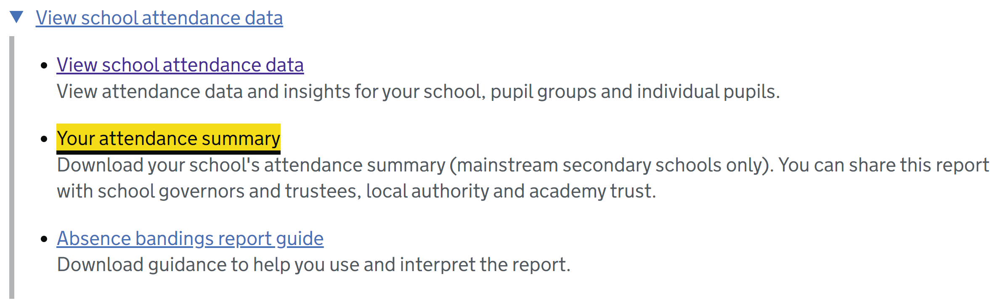 View school attendance data
View school attendance data
View attendance data and insights for your school, pupil groups and individual pupils.
Your attendance summary
Download your school's attendance summary (mainstream secondary schools only). You can share this report
with school governors and trustees, local authority and academy trust.
Absence bandings report guide
Download guidance to help you use and interpret the report.